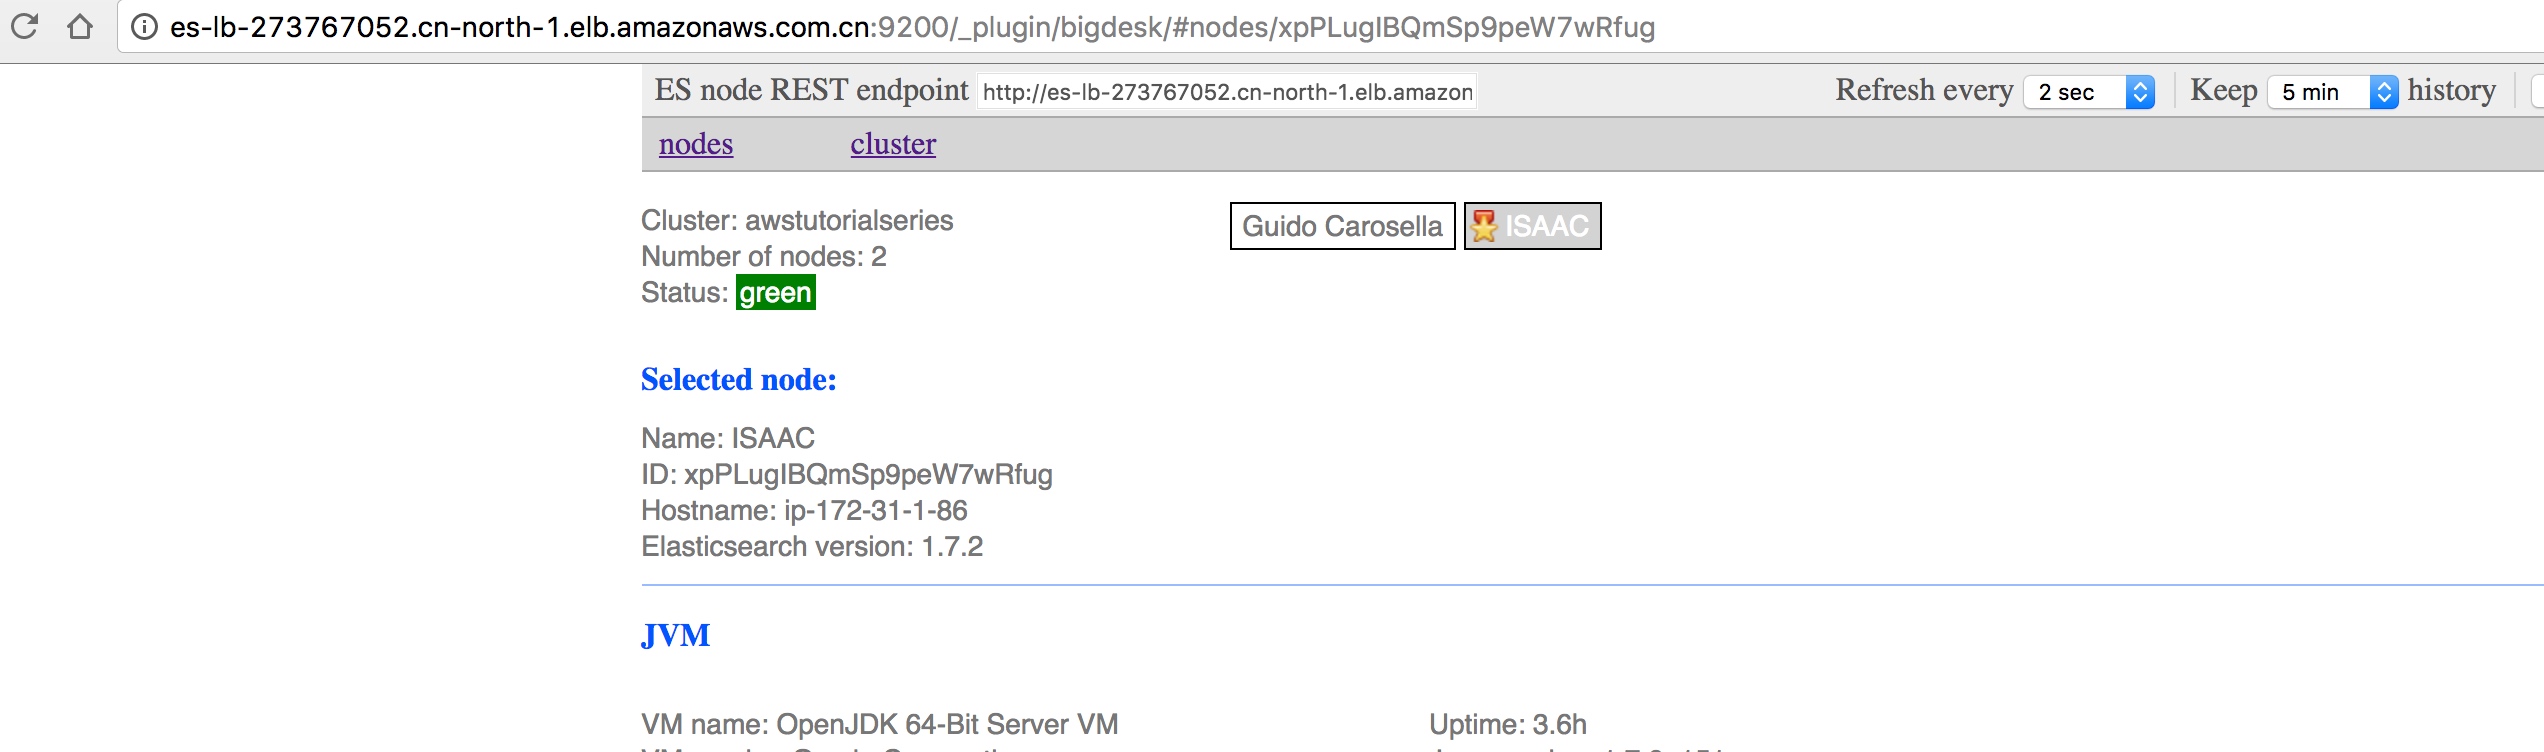 es-lb-273767052.cn-north-1.elb.amazonaws.com.cn:9200/_plugin/bigdesk/#nodes/xpPLugIBQmSp9peW7wRfug
ES node REST endpoint http://es-lb-273767052.cn-north-1.elb.amazon Refresh every 2 sec Keep 5 min history
nodes cluster
Cluster: awstutorialseries
Number of nodes: 2
Status: green
Guido Carosella ISAAC
Selected node:
Name: ISAAC
ID: xpPLugIBQmSp9peW7wRfug
Hostname: ip-172-31-1-86
Elasticsearch version: 1.7.2
JVM
VM name: OpenJDK 64-Bit Server VM
Uptime: 3.6h